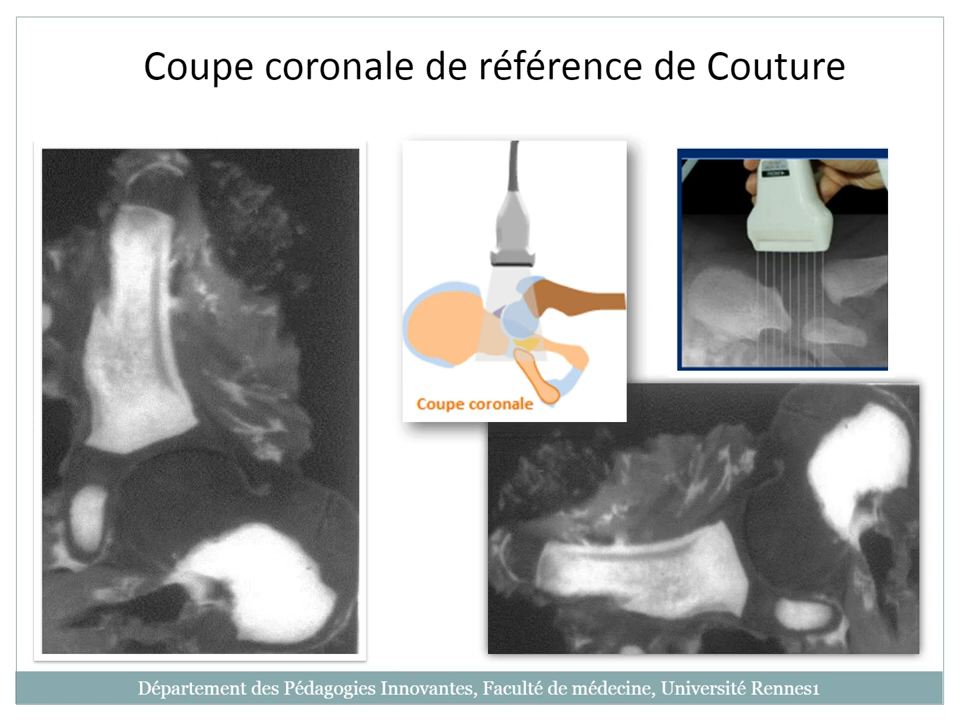 Coupe coronale de référence de Couture
Coupe coronale
Département des Pédagogies Innovantes, Faculté de médecine, Université Rennes1